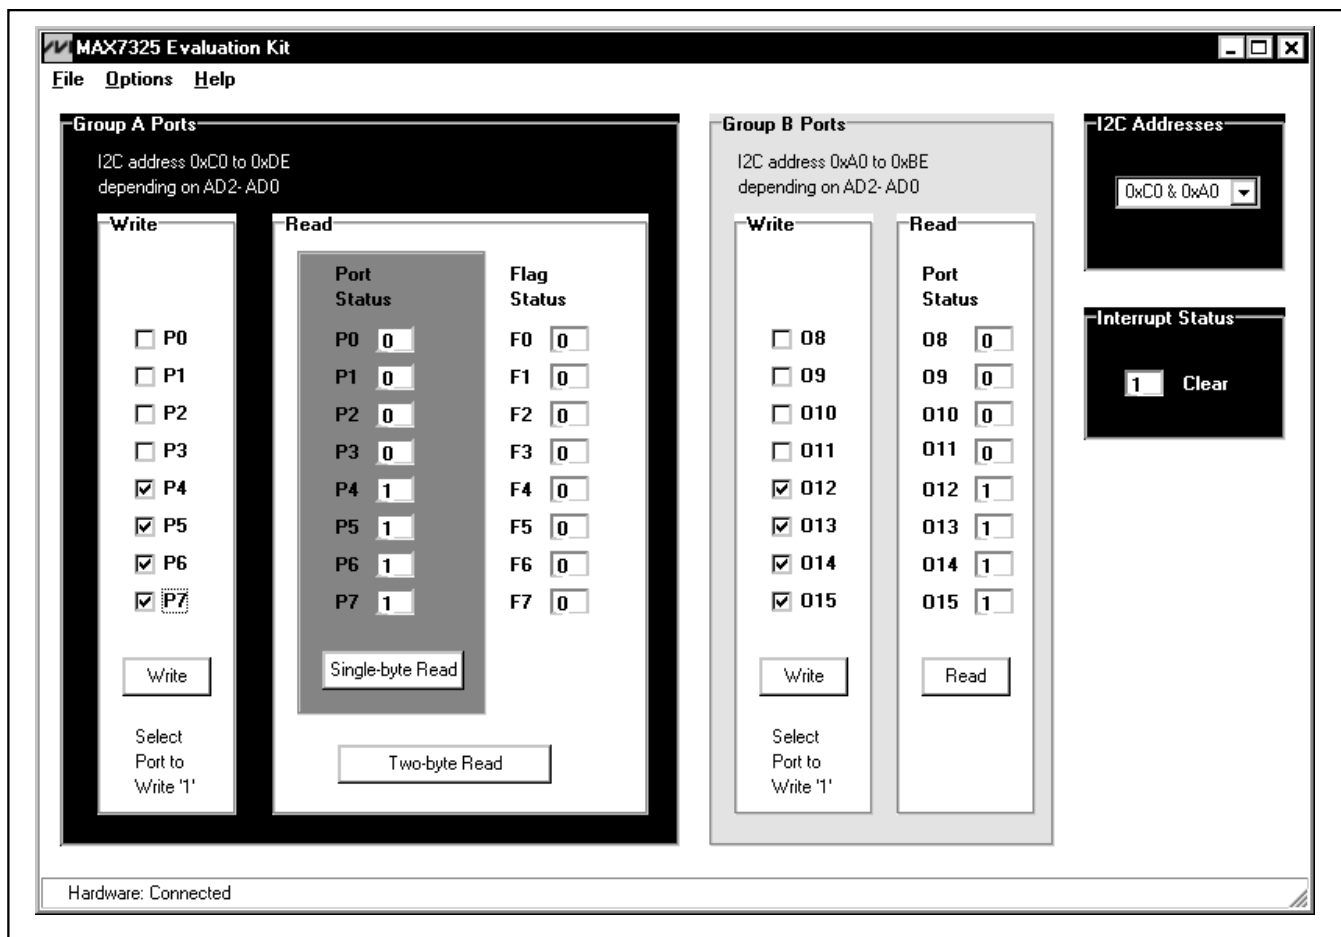 MAX7325 Evaluation Kit
File Options Help
Group A Ports
I2C address 0xC0 to 0xDE
depending on AD2- AD0
Write
P0
P1
P2
P3
P4
P5
P6
P7
Write
Select
Port to
Write '1'
Read
Port
Status
P0 0
P1 0
P2 0
P3 0
P4 1
P5 1
P6 1
P7 1
Single-byte Read
Flag
Status
F0 0
F1 0
F2 0
F3 0
F4 0
F5 0
F6 0
F7 0
Two-byte Read
Group B Ports
I2C address 0xA0 to 0xBE
depending on AD2- AD0
Write
O8
O9
O10
O11
O12
O13
O14
O15
Write
Select
Port to
Write '1'
Read
Port
Status
O8 0
O9 0
O10 0
O11 0
O12 1
O13 1
O14 1
O15 1
Read
I2C Addresses
0xC0 & 0xA0
Interrupt Status
1 Clear
Hardware: Connected